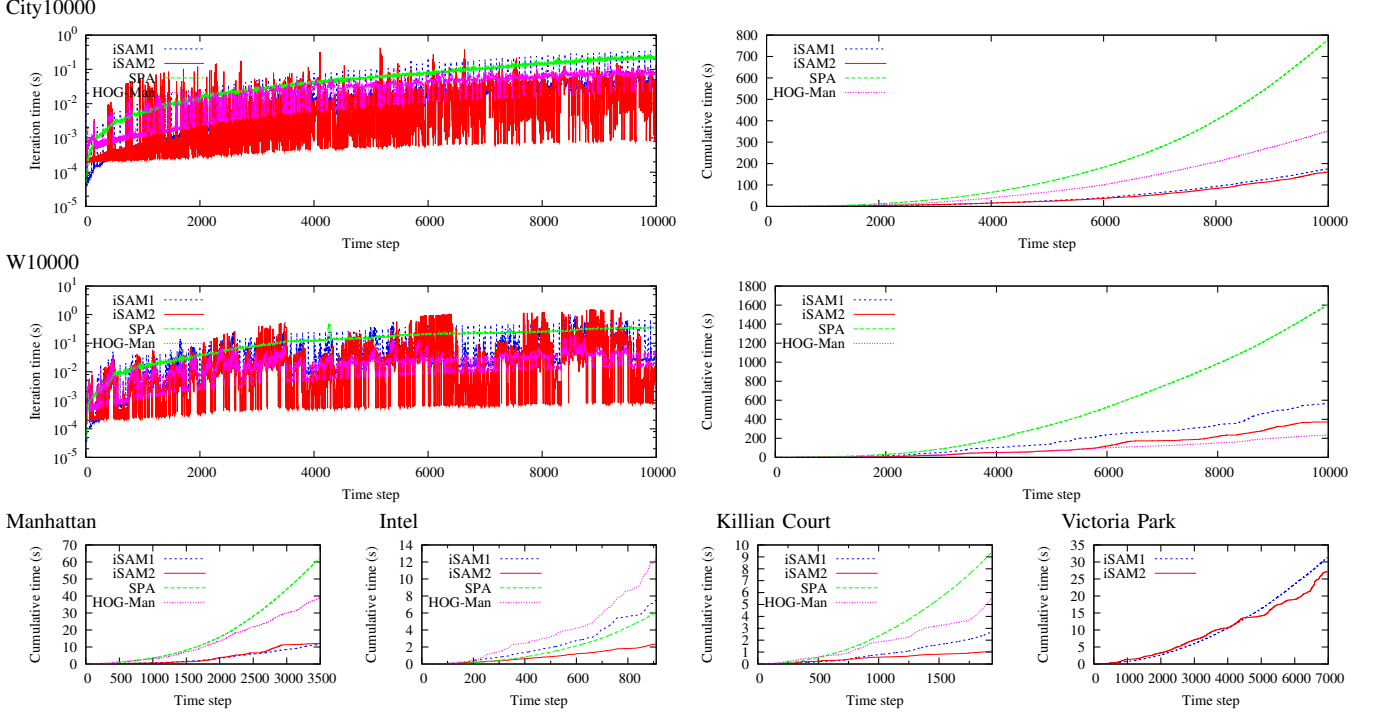 City10000
Iteration time (s)
10^0
10^-1
10^-2
10^-3
10^-4
10^-5
iSAM1
iSAM2
SPA
HOG-Man
0 2000 4000 6000 8000 10000
Time step
Cumulative time (s)
800
700
600
500
400
300
200
100
0
iSAM1
iSAM2
SPA
HOG-Man
0 2000 4000 6000 8000 10000
Time step
W10000
Iteration time (s)
10^1
10^0
10^-1
10^-2
10^-3
10^-4
10^-5
iSAM1
iSAM2
SPA
HOG-Man
0 2000 4000 6000 8000 10000
Time step
Cumulative time (s)
1800
1600
1400
1200
1000
800
600
400
200
0
iSAM1
iSAM2
SPA
HOG-Man
0 2000 4000 6000 8000 10000
Time step
Manhattan
Cumulative time (s)
70
60
50
40
30
20
10
0
iSAM1
iSAM2
SPA
HOG-Man
0 500 1000 1500 2000 2500 3000 3500
Time step
Intel
Cumulative time (s)
14
12
10
8
6
4
2
0
iSAM1
iSAM2
SPA
HOG-Man
0 200 400 600 800
Time step
Killian Court
Cumulative time (s)
10
9
8
7
6
5
4
3
2
1
0
iSAM1
iSAM2
SPA
HOG-Man
0 500 1000 1500
Time step
Victoria Park
Cumulative time (s)
35
30
25
20
15
10
5
0
iSAM1
iSAM2
0 1000 2000 3000 4000 5000 6000 7000
Time step